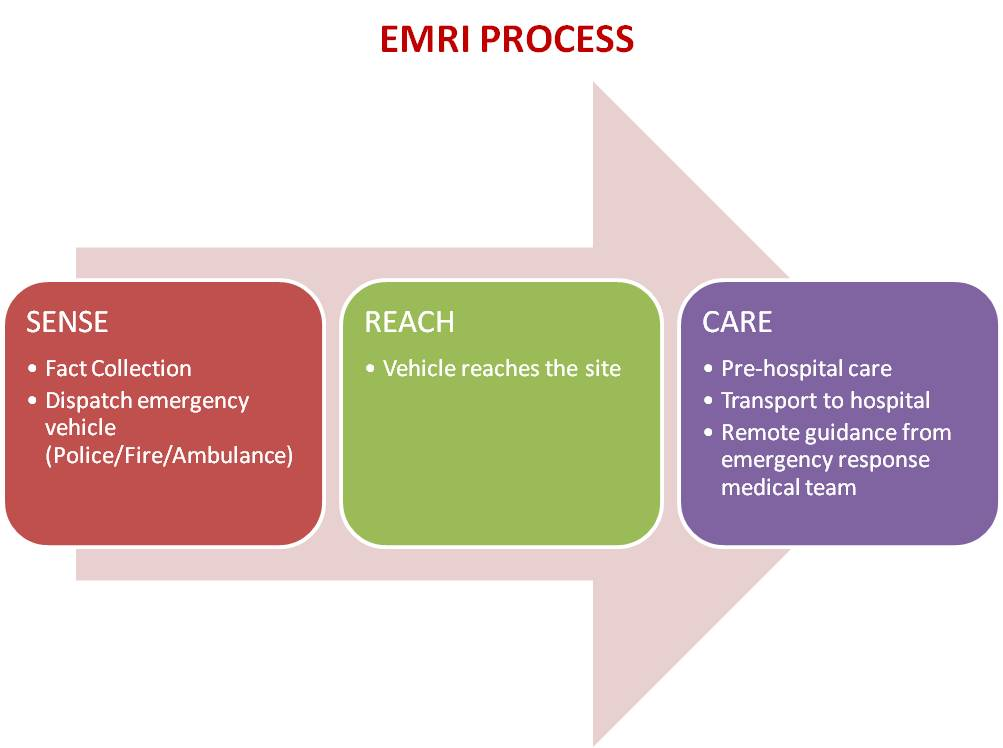 EMRI PROCESS
SENSE
• Fact Collection
• Dispatch emergency
vehicle
(Police/Fire/Ambulance)
REACH
• Vehicle reaches the site
CARE
• Pre-hospital care
• Transport to hospital
• Remote guidance from
emergency response
medical team